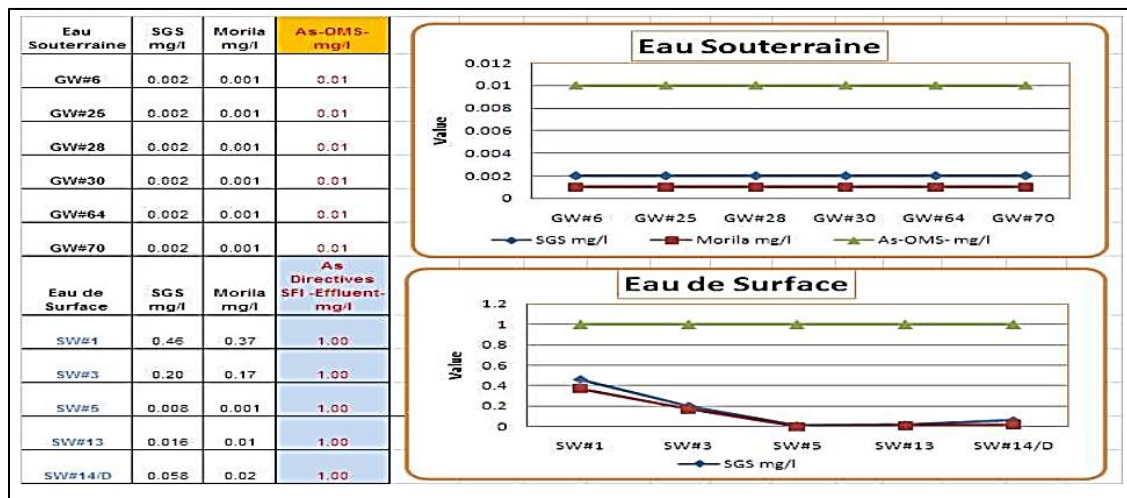 Eau Souterraine SGS mg/l Morila mg/l As-OMS- mg/l
GW#6 0.002 0.001 0.01
GW#25 0.002 0.001 0.01
GW#28 0.002 0.001 0.01
GW#30 0.002 0.001 0.01
GW#64 0.002 0.001 0.01
GW#70 0.002 0.001 0.01
Eau de Surface SGS mg/l Morila mg/l As Directives SFI -Effluent- mg/l
SW#1 0.46 0.37 1.00
SW#3 0.20 0.17 1.00
SW#5 0.008 0.001 1.00
SW#13 0.016 0.01 1.00
SW#14/D 0.058 0.02 1.00
Eau Souterraine
Value
0.012
0.01
0.008
0.006
0.004
0.002
0
GW#6 GW#25 GW#28 GW#30 GW#64 GW#70
SGS mg/l Morila mg/l As-OMS- mg/l
Eau de Surface
Value
1.2
1
0.8
0.6
0.4
0.2
0
SW#1 SW#3 SW#5 SW#13 SW#14/D
SGS mg/l